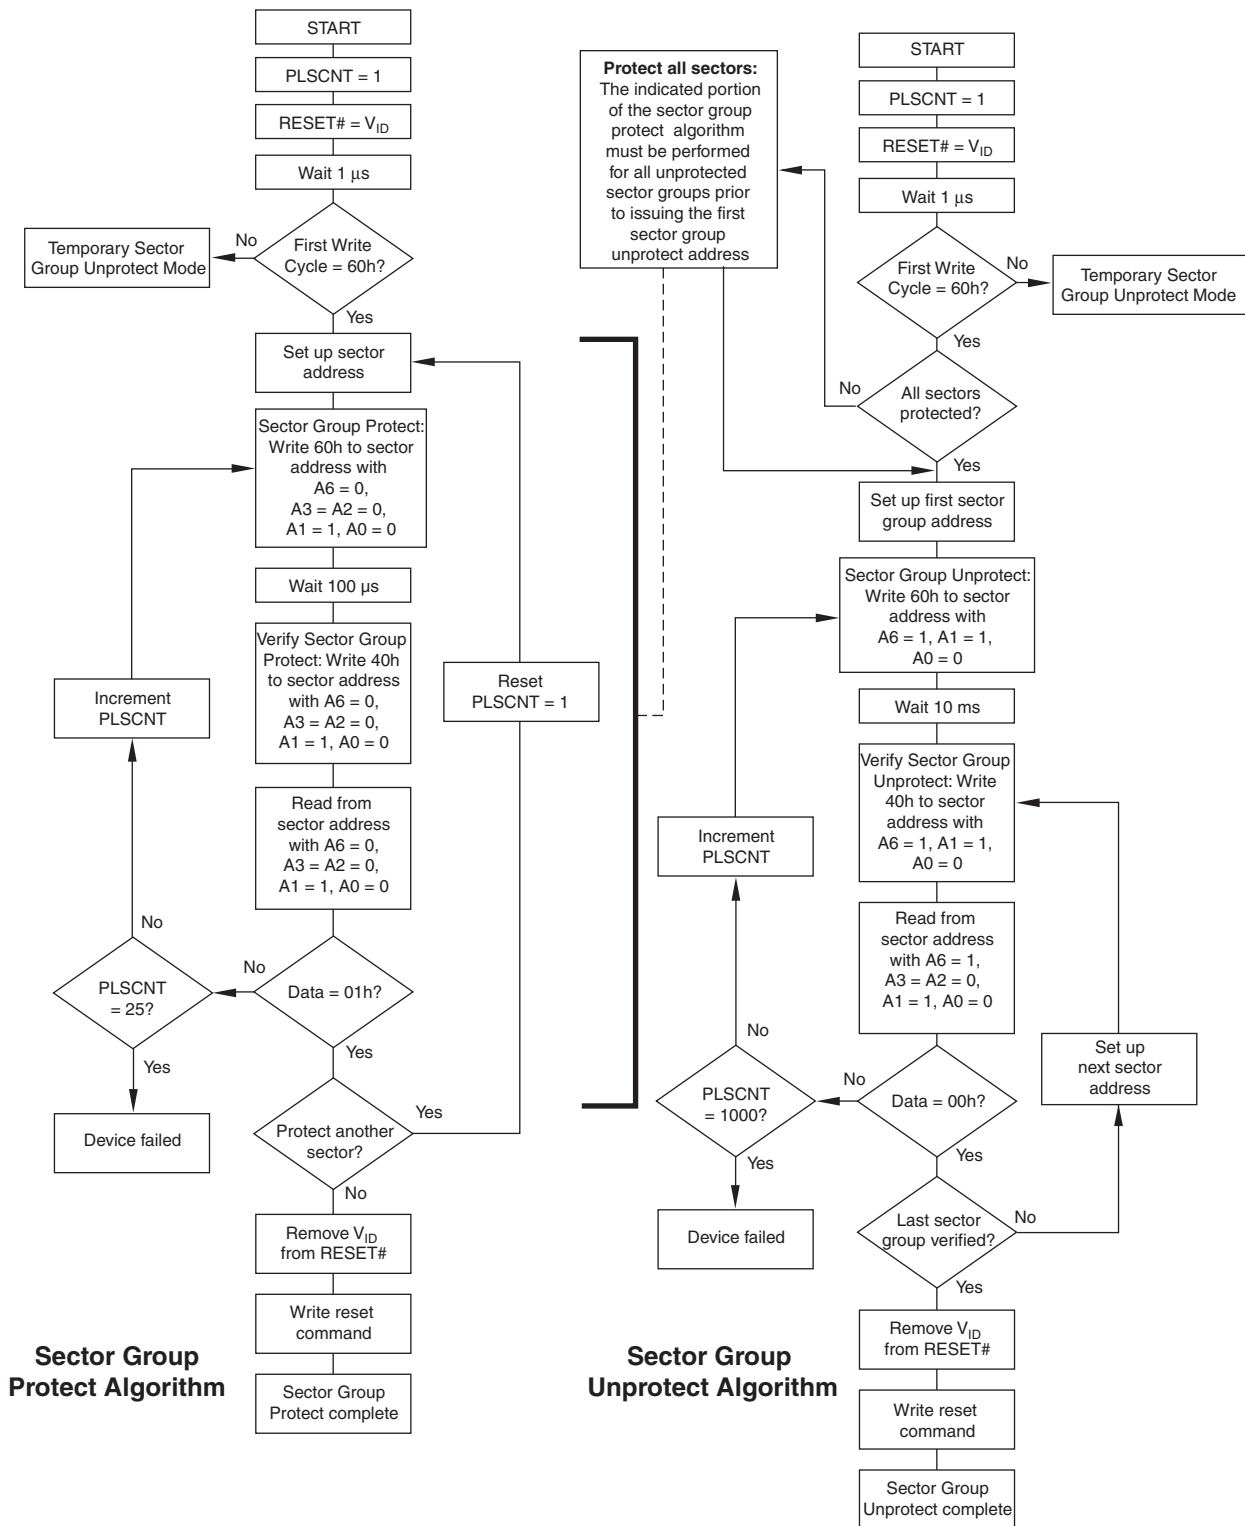 START
PLSCNT = 1
RESET# = VID
Wait 1 μs
First Write
Cycle = 60h?
No
Temporary Sector
Group Unprotect Mode
Yes
Set up sector
address
Sector Group Protect:
Write 60h to sector
address with
A6 = 0,
A3 = A2 = 0,
A1 = 1, A0 = 0
Wait 100 μs
Verify Sector Group
Protect: Write 40h
to sector address
with A6 = 0,
A3 = A2 = 0,
A1 = 1, A0 = 0
Increment
PLSCNT
Reset
PLSCNT = 1
Read from
sector address
with A6 = 0,
A3 = A2 = 0,
A1 = 1, A0 = 0
No
No
PLSCNT
= 25?
Data = 01h?
Yes
Yes
Device failed
Protect another
sector?
Yes
No
Remove VID
from RESET#
Write reset
command
Sector Group
Protect complete
Sector Group
Protect Algorithm
Protect all sectors:
The indicated portion
of the sector group
protect algorithm
must be performed
for all unprotected
sector groups prior
to issuing the first
sector group
unprotect address
START
PLSCNT = 1
RESET# = VID
Wait 1 μs
First Write
Cycle = 60h?
No
Temporary Sector
Group Unprotect Mode
Yes
No
All sectors
protected?
Yes
Set up first sector
group address
Sector Group Unprotect:
Write 60h to sector
address with
A6 = 1, A1 = 1,
A0 = 0
Wait 10 ms
Verify Sector Group
Unprotect: Write
40h to sector
address with
A6 = 1, A1 = 1,
A0 = 0
Increment
PLSCNT
Read from
sector address
with A6 = 1,
A3 = A2 = 0,
A1 = 1, A0 = 0
No
No
PLSCNT
= 1000?
Data = 00h?
Set up
next sector
address
Yes
Yes
Device failed
Last sector
group verified?
No
Yes
Remove VID
from RESET#
Write reset
command
Sector Group
Unprotect complete
Sector Group
Unprotect Algorithm